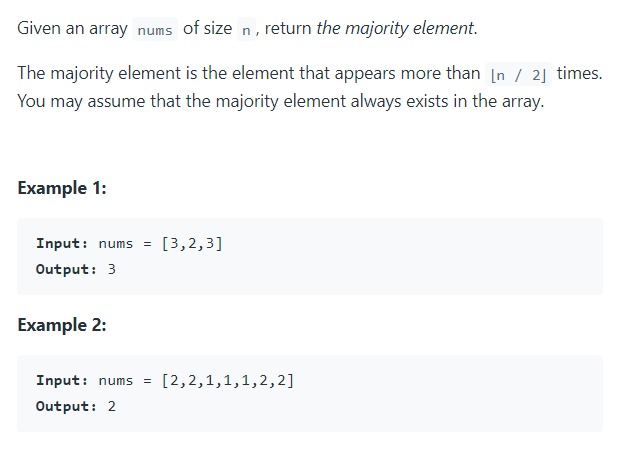 Given an array nums of size n, return the majority element.
The majority element is the element that appears more than ⌊n / 2⌋ times.
You may assume that the majority element always exists in the array.
Example 1:
Input: nums = [3,2,3]
Output: 3
Example 2:
Input: nums = [2,2,1,1,1,2,2]
Output: 2